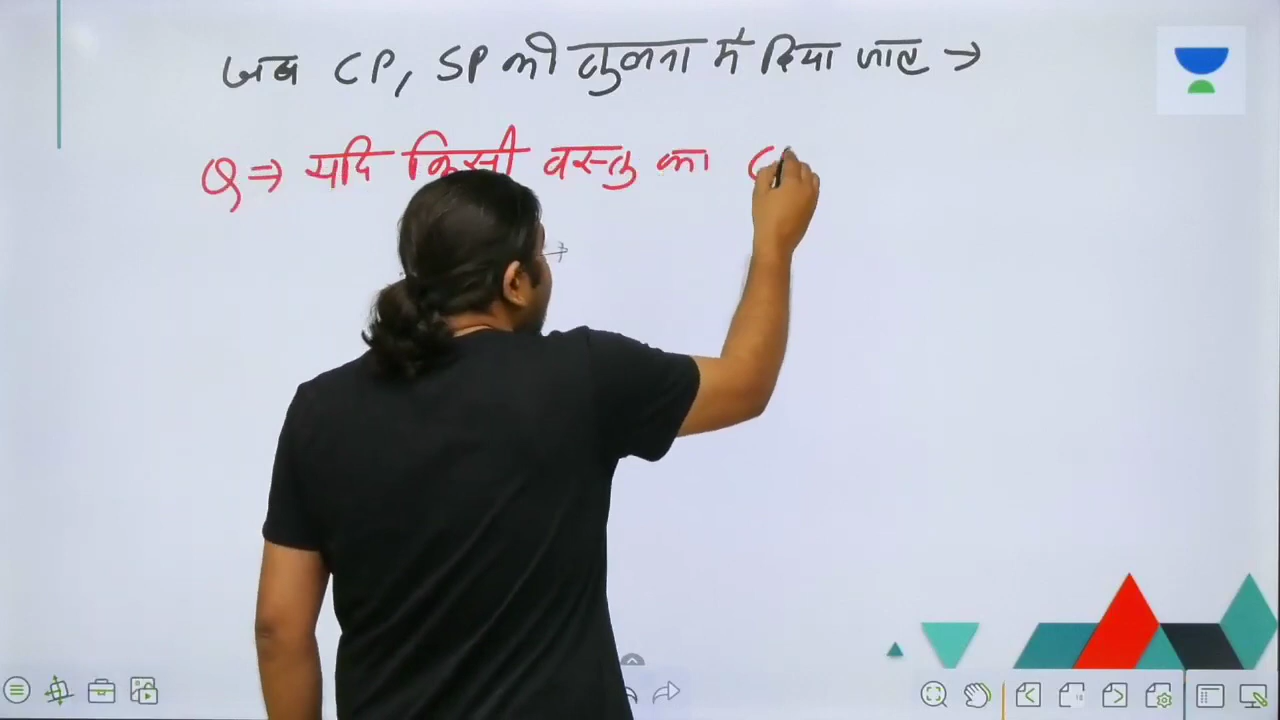 जब CP, SP की तुलना में दिया जाए →
Q ⇒ यदि किसी वस्तु का C